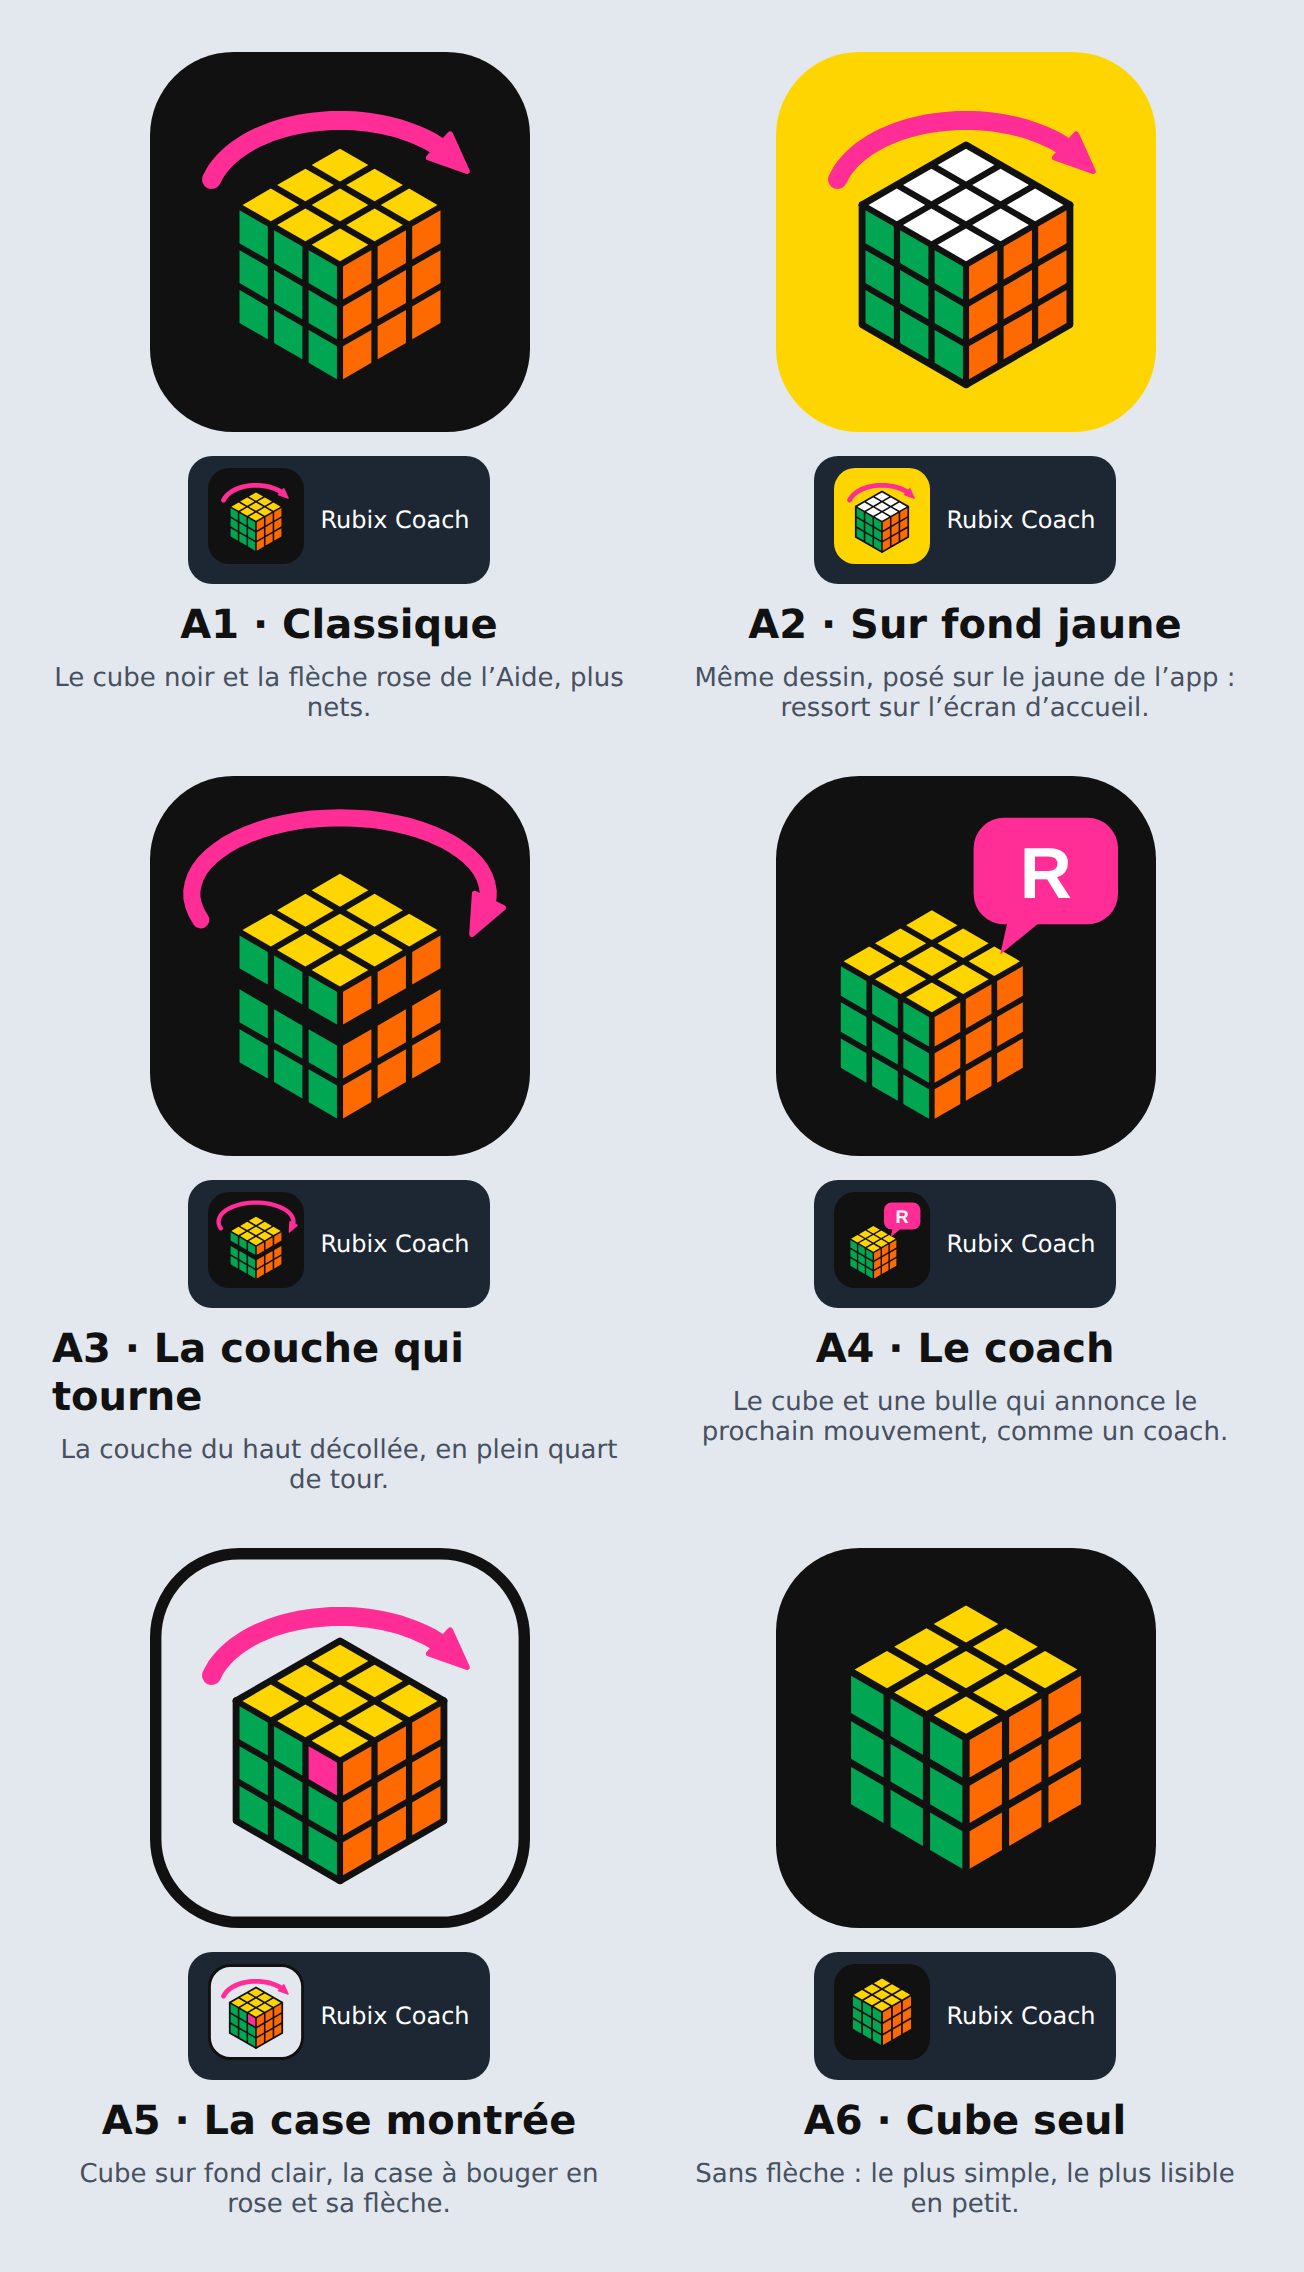 Rubix Coach
A1 · Classique
Le cube noir et la flèche rose de l’Aide, plus
nets.
Rubix Coach
A2 · Sur fond jaune
Même dessin, posé sur le jaune de l’app :
ressort sur l’écran d’accueil.
Rubix Coach
A3 · La couche qui
tourne
La couche du haut décollée, en plein quart
de tour.
R
R
Rubix Coach
A4 · Le coach
Le cube et une bulle qui annonce le
prochain mouvement, comme un coach.
Rubix Coach
A5 · La case montrée
Cube sur fond clair, la case à bouger en
rose et sa flèche.
Rubix Coach
A6 · Cube seul
Sans flèche : le plus simple, le plus lisible
en petit.